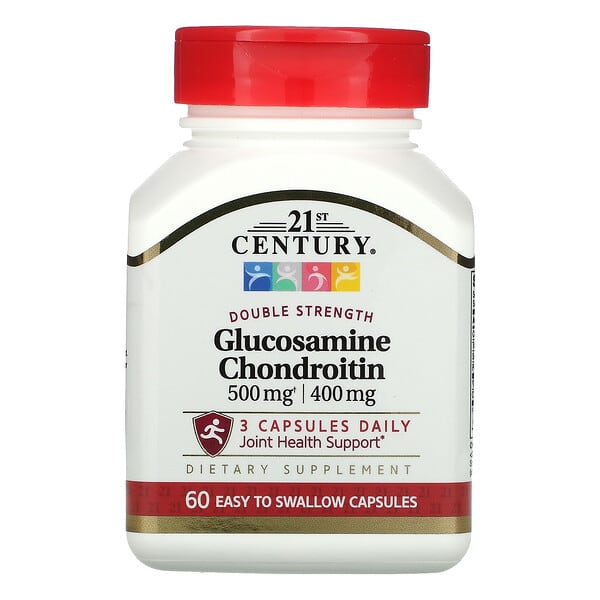 21ST
CENTURY®
DOUBLE STRENGTH
Glucosamine
Chondroitin
500 mg† | 400 mg
3 CAPSULES DAILY
Joint Health Support*
DIETARY SUPPLEMENT
60 EASY TO SWALLOW CAPSULES